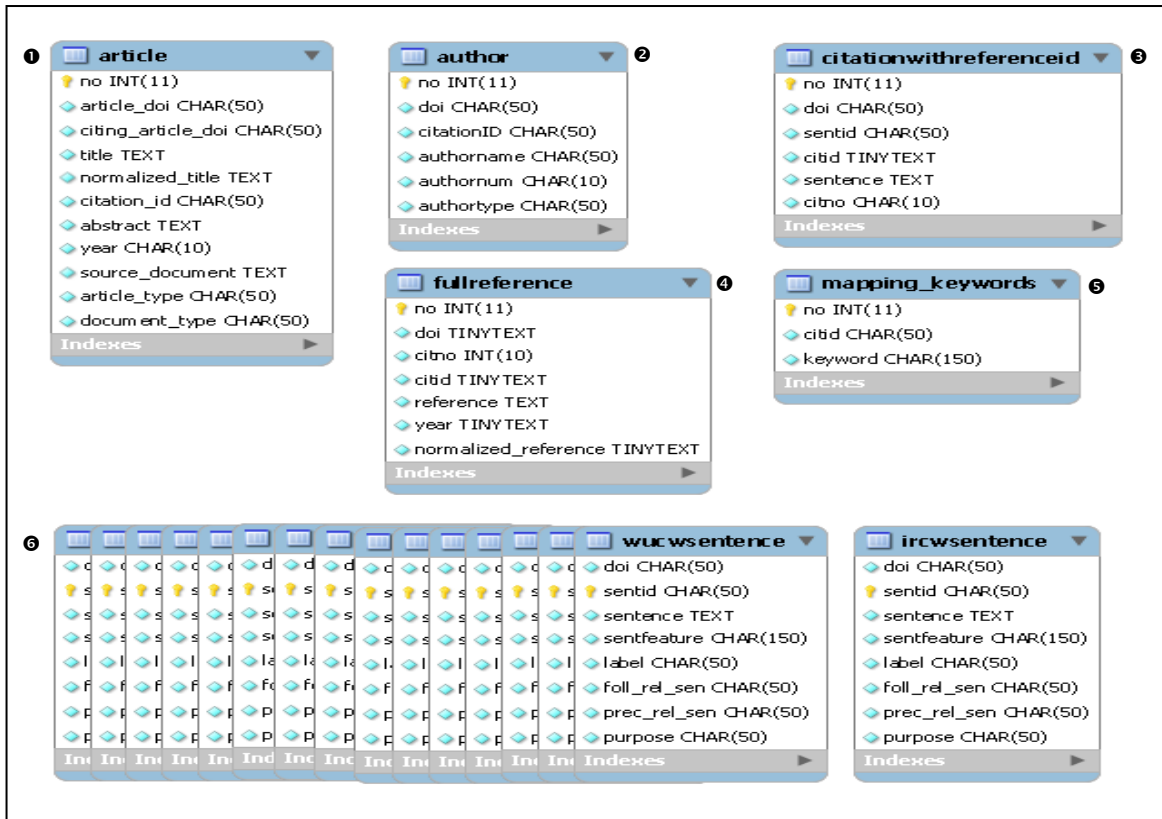 ❶
article
no INT(11)
article_doi CHAR(50)
citing_article_doi CHAR(50)
title TEXT
normalized_title TEXT
citation_id CHAR(50)
abstract TEXT
year CHAR(10)
source_document TEXT
article_type CHAR(50)
document_type CHAR(50)
Indexes
author
❷
no INT(11)
doi CHAR(50)
citationID CHAR(50)
authorname CHAR(50)
authornum CHAR(10)
authortype CHAR(50)
Indexes
citationwithreferenceid
❸
no INT(11)
doi CHAR(50)
sentid CHAR(50)
citid TINYTEXT
sentence TEXT
citno CHAR(10)
Indexes
fullreference
❹
no INT(11)
doi TINYTEXT
citno INT(10)
citid TINYTEXT
reference TEXT
year TINYTEXT
normalized_reference TINYTEXT
Indexes
mapping_keywords
❺
no INT(11)
citid CHAR(50)
keyword CHAR(150)
Indexes
❻
wucwsentence
doi CHAR(50)
sentid CHAR(50)
sentence TEXT
sentfeature CHAR(150)
label CHAR(50)
foll_rel_sen CHAR(50)
prec_rel_sen CHAR(50)
purpose CHAR(50)
Indexes
ircwsentence
doi CHAR(50)
sentid CHAR(50)
sentence TEXT
sentfeature CHAR(150)
label CHAR(50)
foll_rel_sen CHAR(50)
prec_rel_sen CHAR(50)
purpose CHAR(50)
Indexes